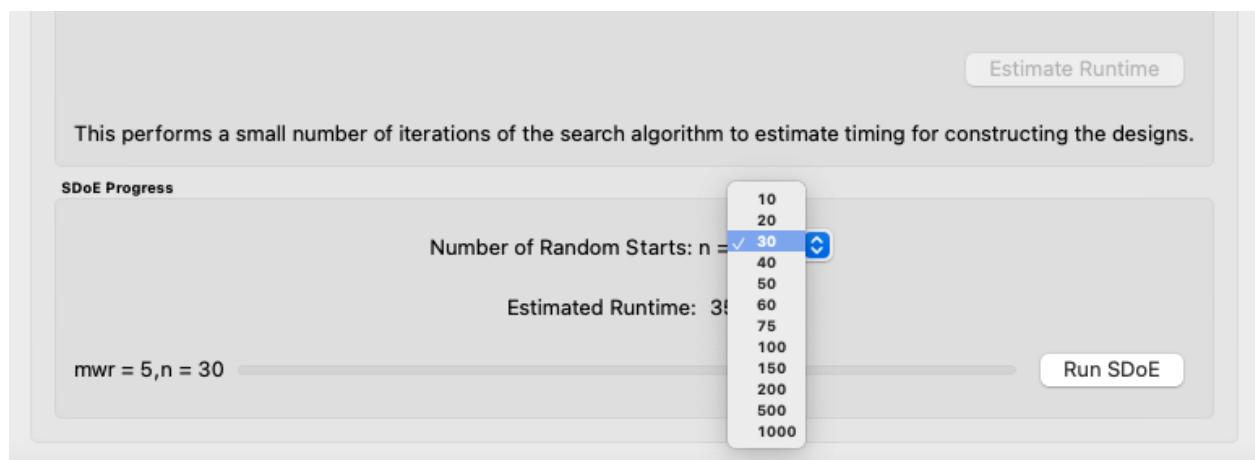 Estimate Runtime
This performs a small number of iterations of the search algorithm to estimate timing for constructing the designs.
SDoE Progress
10
20
Number of Random Starts: n = ✓ 30
40
50
Estimated Runtime: 60
75
100
mwr = 5,n = 30 150 Run SDoE
200
500
1000